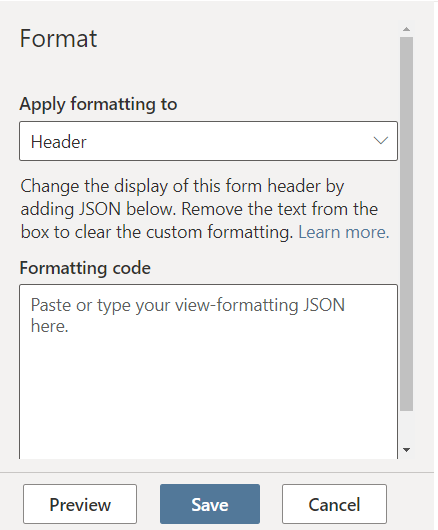 Format
Apply formatting to
Header
Change the display of this form header by
adding JSON below. Remove the text from the
box to clear the custom formatting. Learn more.
Formatting code
Paste or type your view-formatting JSON
here.
Preview
Save
Cancel